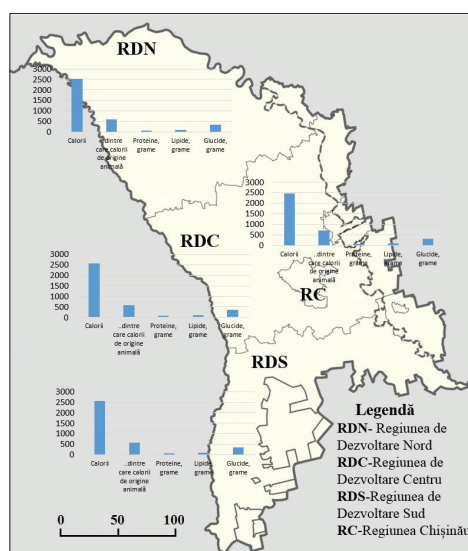 RDN
3000
2500
2000
1500
1000
500
0
Calorii
..dintre
care calorii
de origine
animală
Proteine,
grame
Lipide,
grame
Glucide,
grame
3000
2500
2000
1500
1000
500
0
Calorii
..dintre
care calorii
de origine
animală
Proteine,
grame
Lipide,
grame
Glucide,
grame
RDC
3000
2500
2000
1500
1000
500
0
Calorii
..dintre
care calorii
de origine
animală
Proteine,
grame
Lipide,
grame
Glucide,
grame
RC
RDS
3000
2500
2000
1500
1000
500
0
Calorii
..dintre
care calorii
de origine
animală
Proteine,
grame
Lipide,
grame
Glucide,
grame
Legendă
RDN- Regiunea de
Dezvoltare Nord
RDC-Regiunea de
Dezvoltare Centru
RDS-Regiunea de
Dezvoltare Sud
RC-Regiunea Chișinău
0 50 100